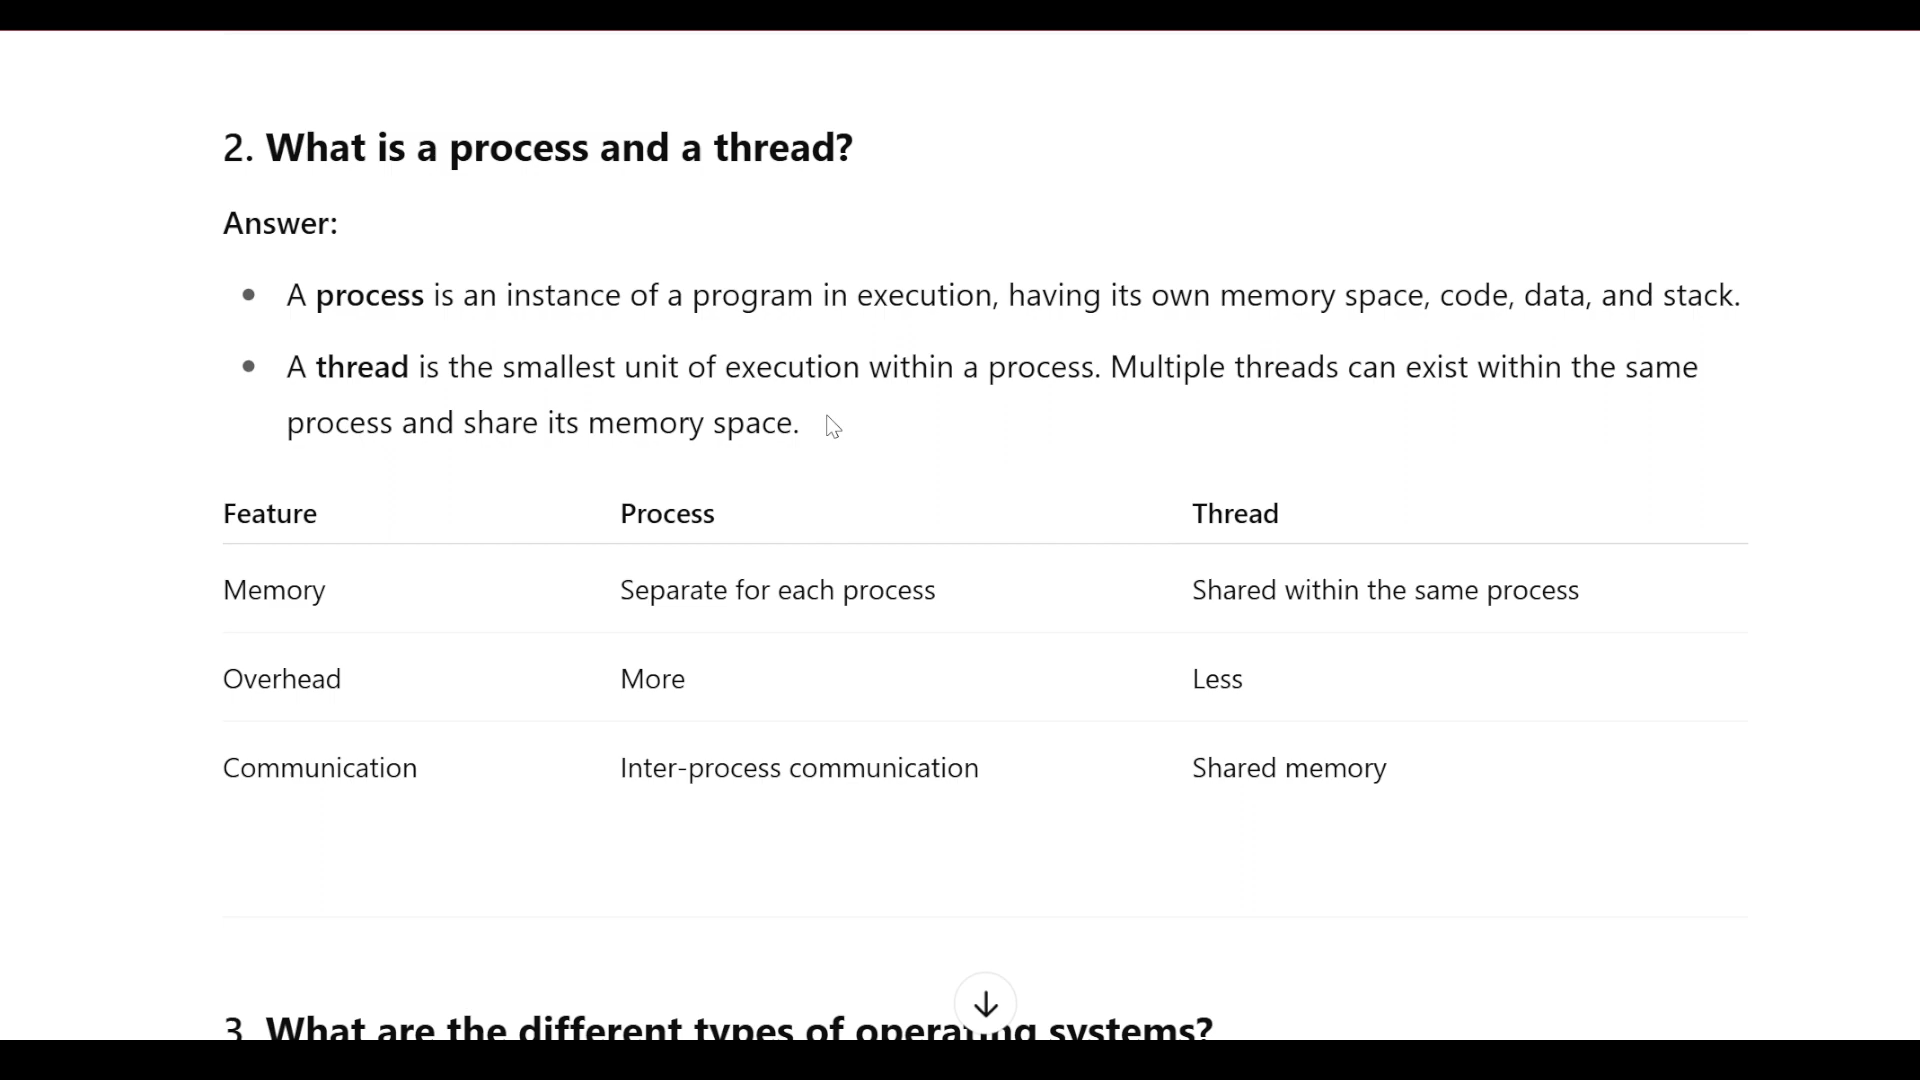 2. What is a process and a thread?
Answer:
• A process is an instance of a program in execution, having its own memory space, code, data, and stack.
• A thread is the smallest unit of execution within a process. Multiple threads can exist within the same
process and share its memory space.
Feature Process Thread
Memory Separate for each process Shared within the same process
Overhead More Less
Communication Inter-process communication Shared memory
3. What are the different types of operating systems?